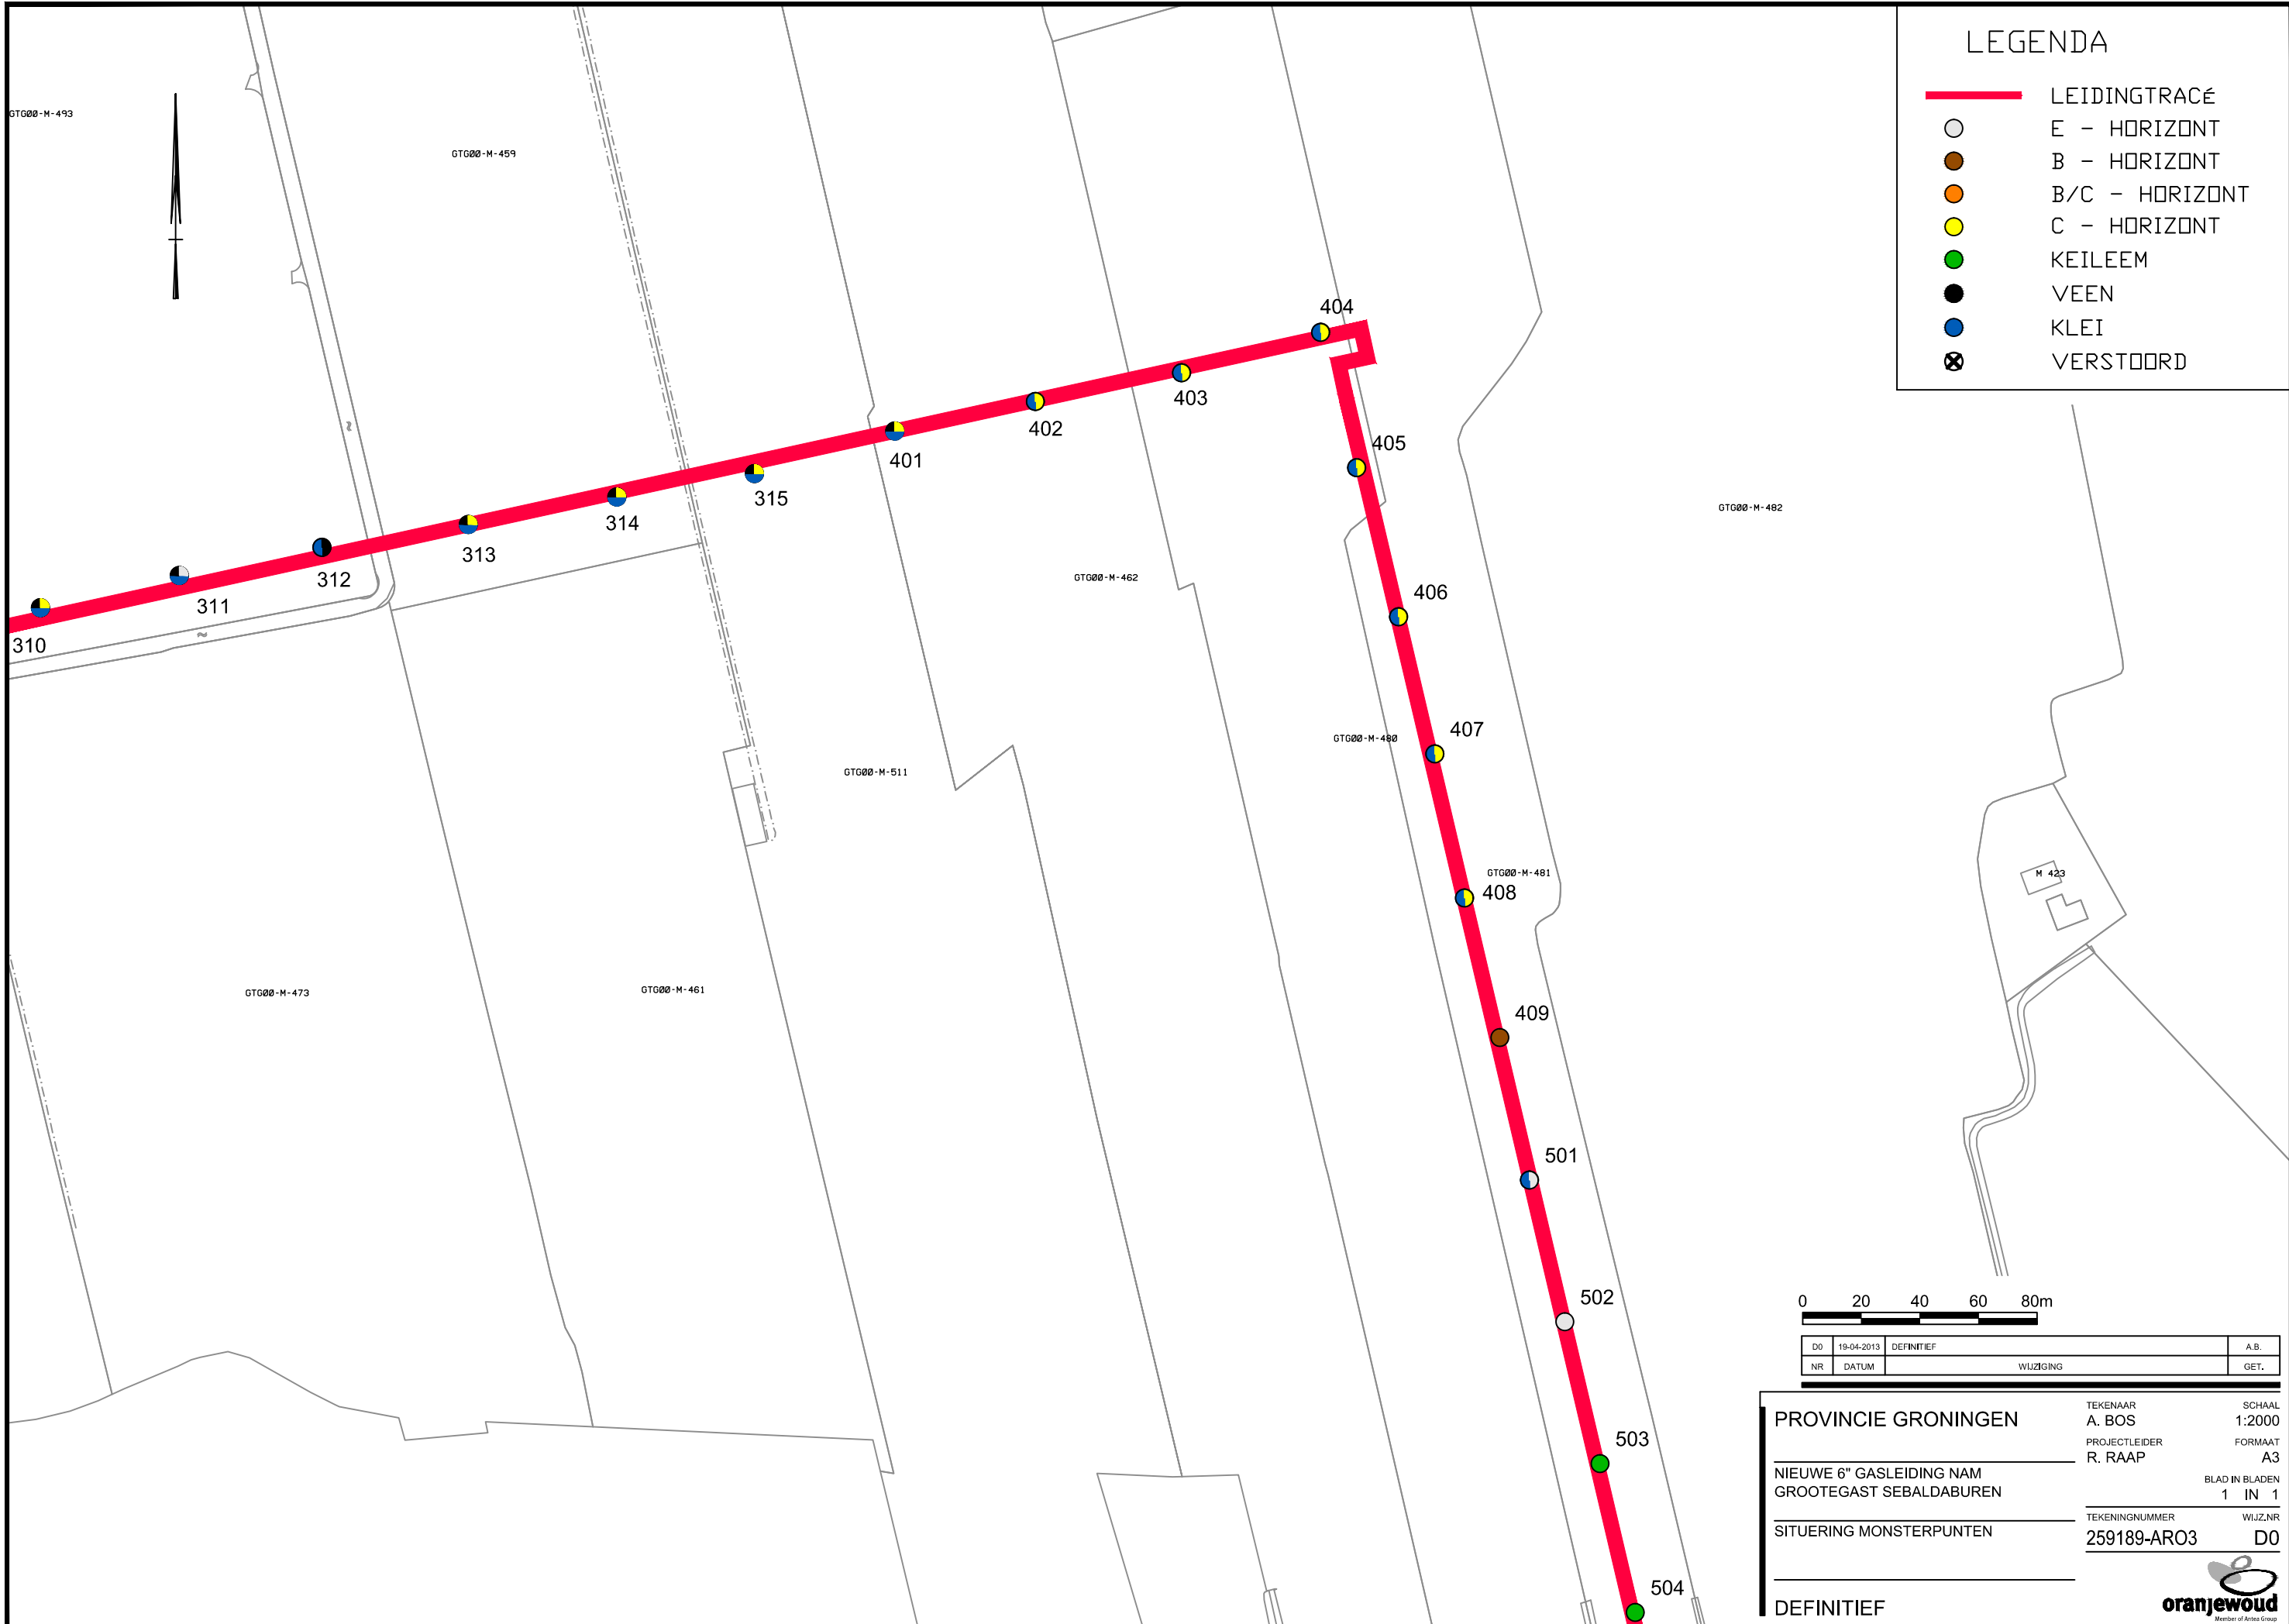 LEGENDA
LEIDINGTRACÉ
E - HORIZONT
B - HORIZONT
B/C - HORIZONT
C - HORIZONT
KEILEEM
VEEN
KLEI
VERSTOORD
GTG00-M-493
GTG00-M-459
404
403
402
401
405
315
314
313
312
311
310
GTG00-M-482
GTG00-M-462
406
407
GTG00-M-480
GTG00-M-511
GTG00-M-481
408
M 423
GTG00-M-473
GTG00-M-461
409
501
502
503
504
0 20 40 60 80m
D0 19-04-2013 DEFINITIEF A.B.
NR DATUM WIJZIGING GET.
PROVINCIE GRONINGEN
TEKENAAR SCHAAL
A. BOS 1:2000
PROJECTLEIDER FORMAAT
R. RAAP A3
NIEUWE 6" GASLEIDING NAM
GROOTEGAST SEBALDABUREN
BLAD IN BLADEN
1 IN 1
SITUERING MONSTERPUNTEN
TEKENINGNUMMER WIJZ.NR
259189-ARO3 D0
DEFINITIEF
oranjewoud
Member of Antea Group